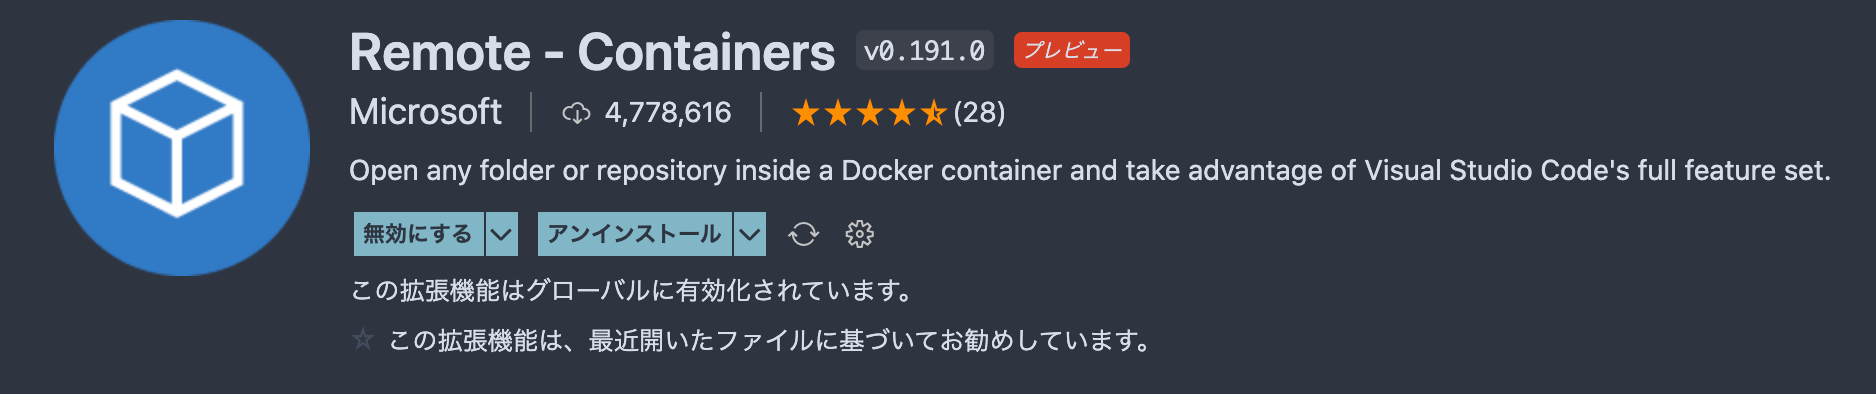 Remote - Containers v0.191.0 プレビュー
Microsoft 4,778,616 (28)
Open any folder or repository inside a Docker container and take advantage of Visual Studio Code's full feature set.
無効にする アンインストール
この拡張機能はグローバルに有効化されています。
この拡張機能は、最近開いたファイルに基づいてお勧めしています。